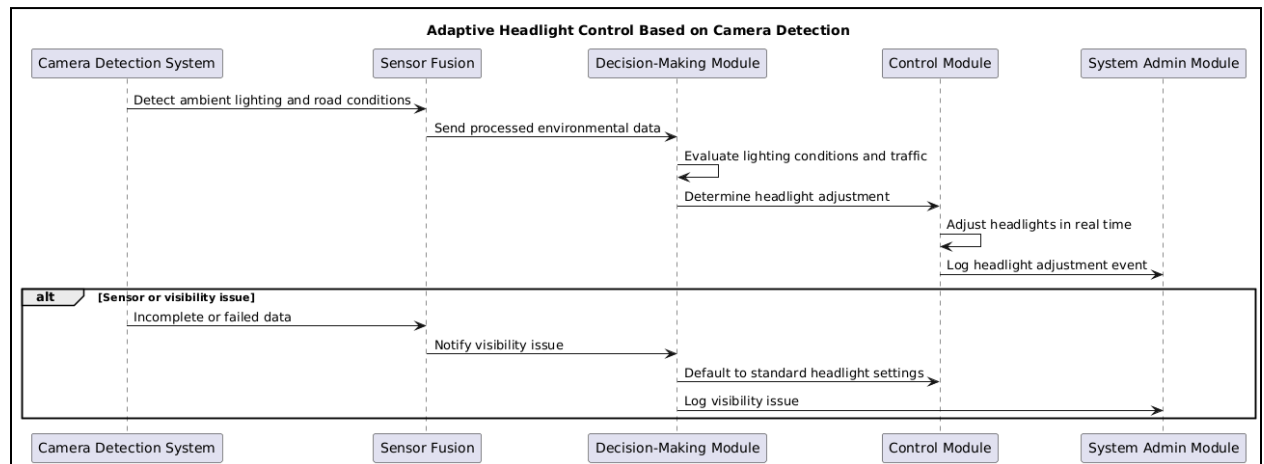 Adaptive Headlight Control Based on Camera Detection
Camera Detection System
Sensor Fusion
Decision-Making Module
Control Module
System Admin Module
Detect ambient lighting and road conditions
Send processed environmental data
Evaluate lighting conditions and traffic
Determine headlight adjustment
Adjust headlights in real time
Log headlight adjustment event
alt
[Sensor or visibility issue]
Incomplete or failed data
Notify visibility issue
Default to standard headlight settings
Log visibility issue
Camera Detection System
Sensor Fusion
Decision-Making Module
Control Module
System Admin Module